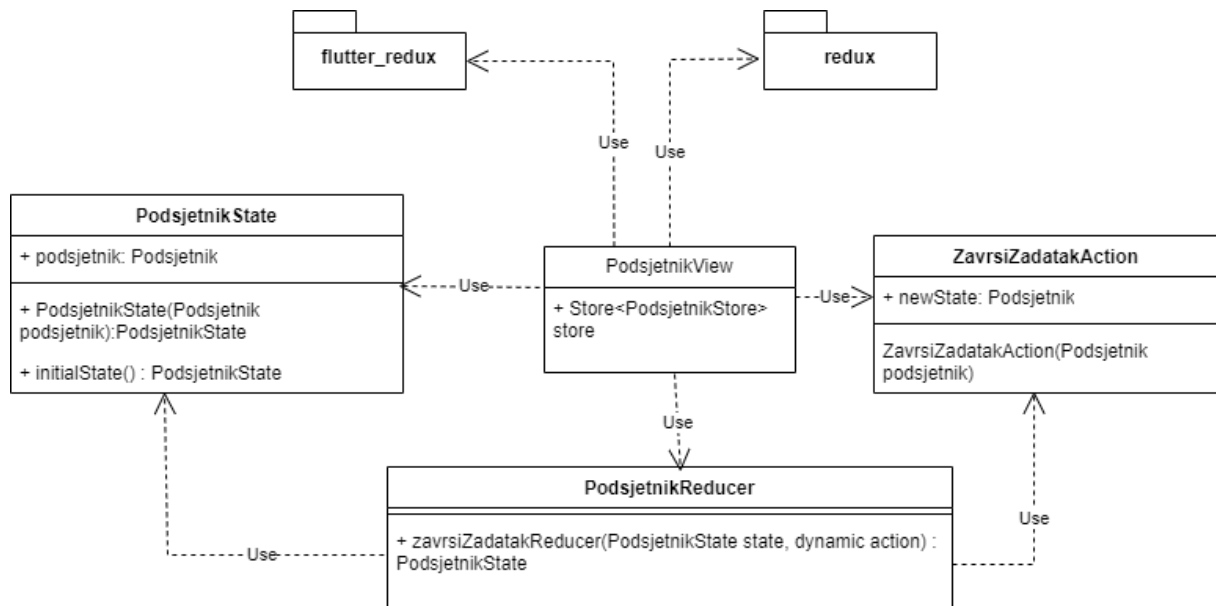 flutter_redux
redux
Use
Use
PodsjetnikState
+ podsjetnik: Podsjetnik
+ PodsjetnikState(Podsjetnik
podsjetnik):PodsjetnikState
+ initialState() : PodsjetnikState
Use
PodsjetnikView
+ Store<PodsjetnikStore>
store
Use
ZavrsiZadatakAction
+ newState: Podsjetnik
ZavrsiZadatakAction(Podsjetnik
podsjetnik)
Use
PodsjetnikReducer
+ zavrsiZadatakReducer(PodsjetnikState state, dynamic action) :
PodsjetnikState
Use
Use